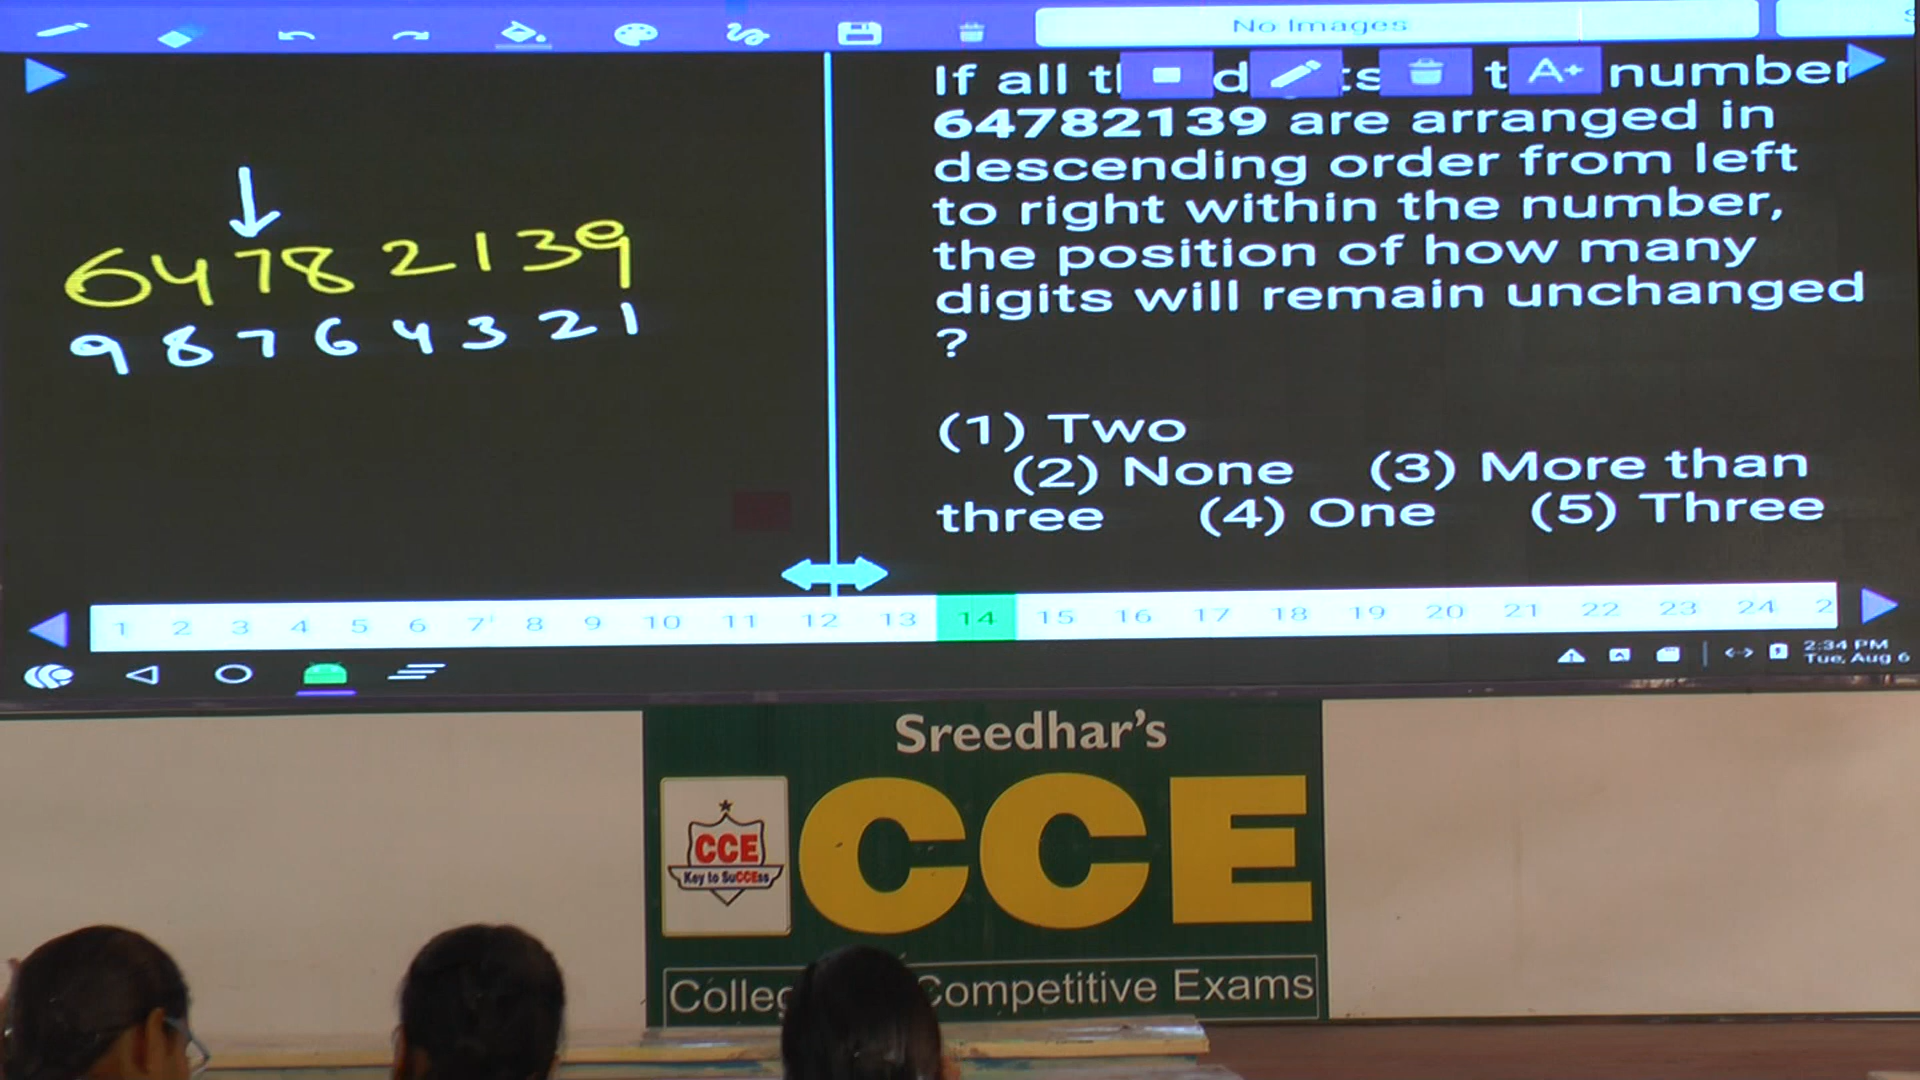 No Images
If all t d ts t A+ number
64782139 are arranged in
descending order from left
to right within the number,
the position of how many
digits will remain unchanged
?
(1) Two
(2) None (3) More than
three (4) One (5) Three
64782139
98764321
1 2 3 4 5 6 7 8 9 10 11 12 13 14 15 16 17 18 19 20 21 22 23 24 2
2:34 PM
Tue, Aug 6
Sreedhar's
CCE
CCE
Key to SuCCEss
Colleg Competitive Exams